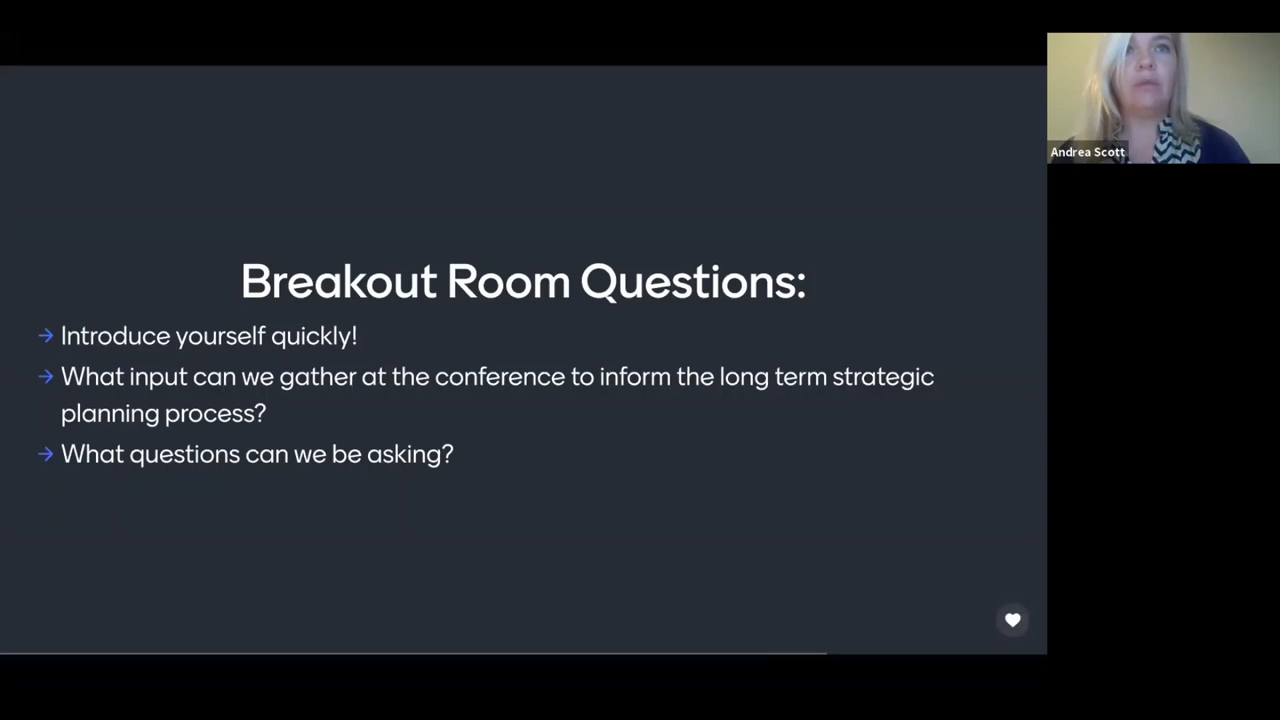 Breakout Room Questions:
→ Introduce yourself quickly!
→ What input can we gather at the conference to inform the long term strategic
planning process?
→ What questions can we be asking?
Andrea Scott